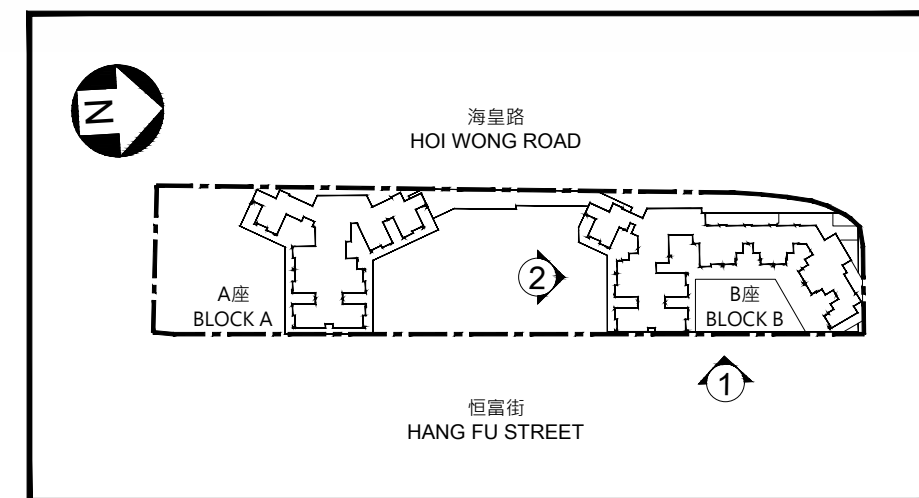 N
海皇路
HOI WONG ROAD
2
A座
BLOCK A
B座
BLOCK B
1
恒富街
HANG FU STREET